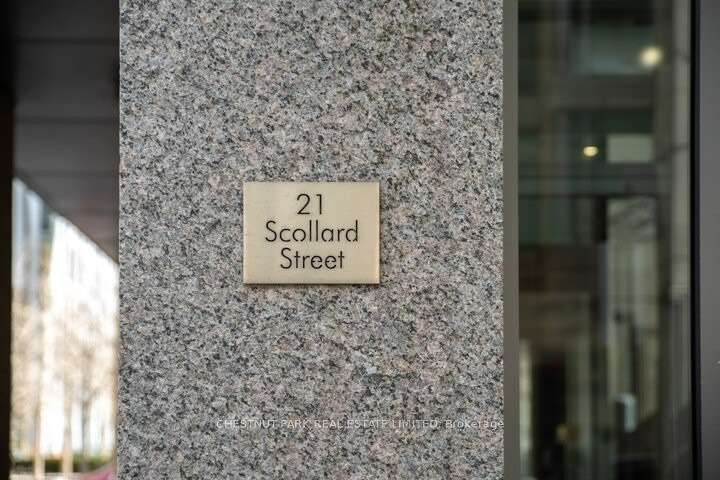 21
Scollard
Street
CHESTNUT PARK REAL ESTATE LIMITED, Brokerage